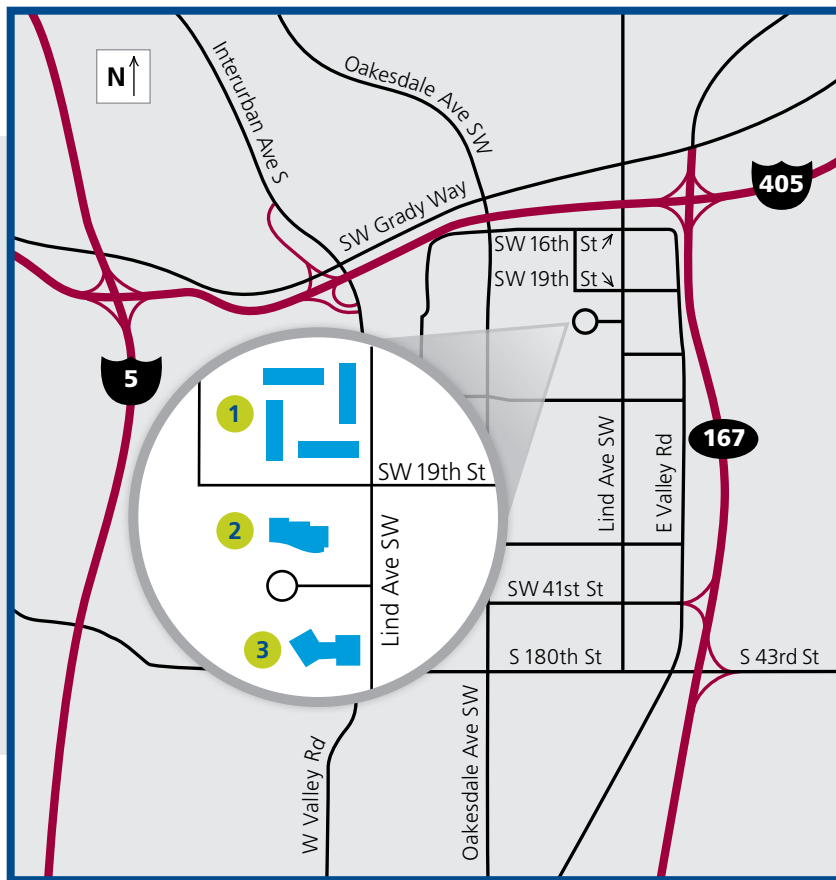 N
Interurban Ave S
Oakesdale Ave SW
SW Grady Way
405
SW 16th St
SW 19th St
5
1
167
SW 19th St
Lind Ave SW
E Valley Rd
2
Lind Ave SW
SW 41st St
3
S 180th St
S 43rd St
W Valley Rd
Oakesdale Ave SW